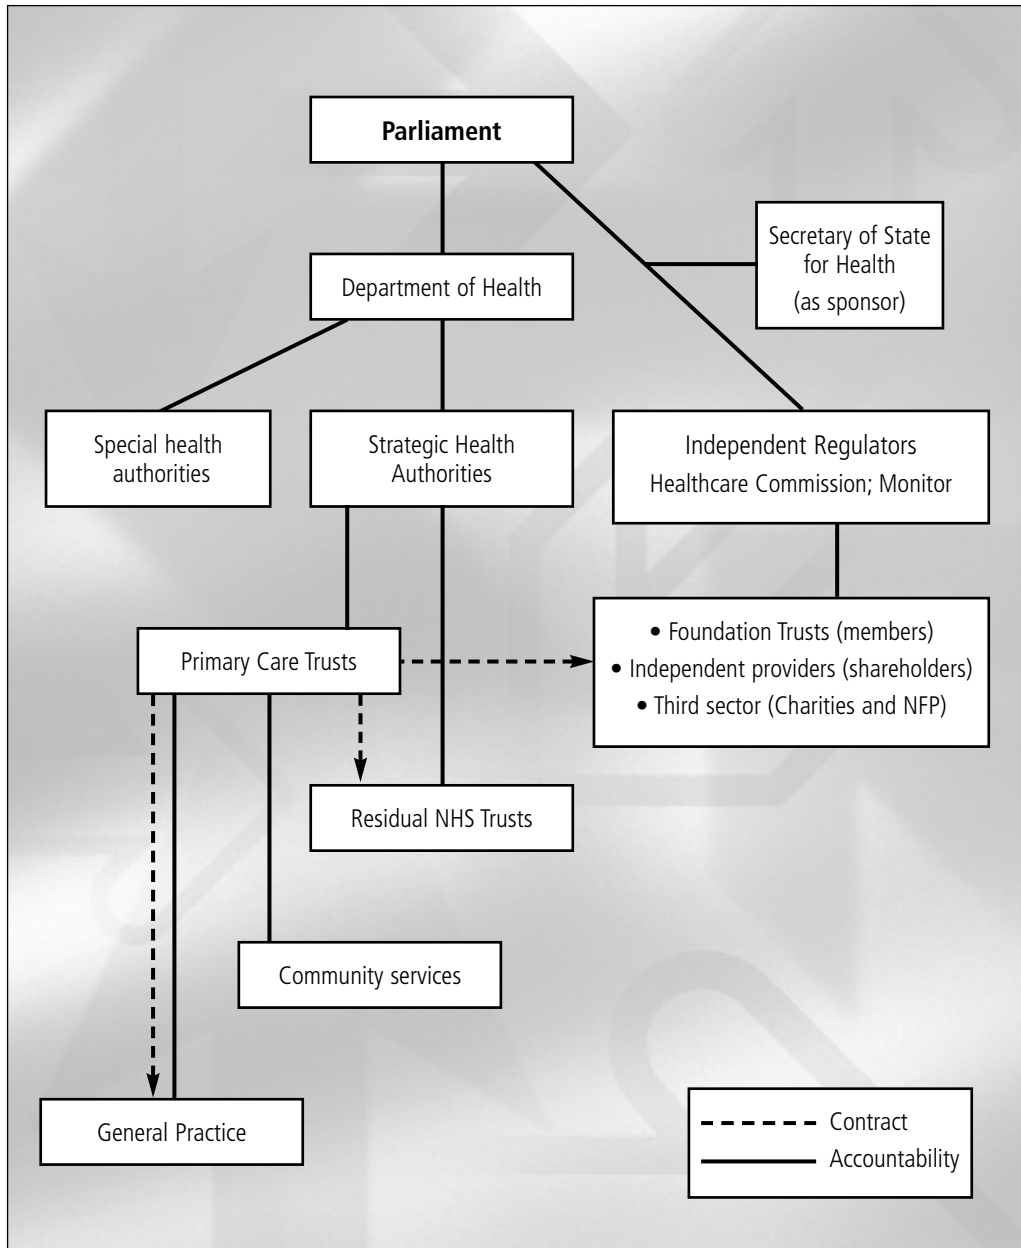 Parliament
Secretary of State
for Health
(as sponsor)
Department of Health
Special health
authorities
Strategic Health
Authorities
Independent Regulators
Healthcare Commission; Monitor
• Foundation Trusts (members)
• Independent providers (shareholders)
• Third sector (Charities and NFP)
Primary Care Trusts
Residual NHS Trusts
Community services
General Practice
Contract
Accountability